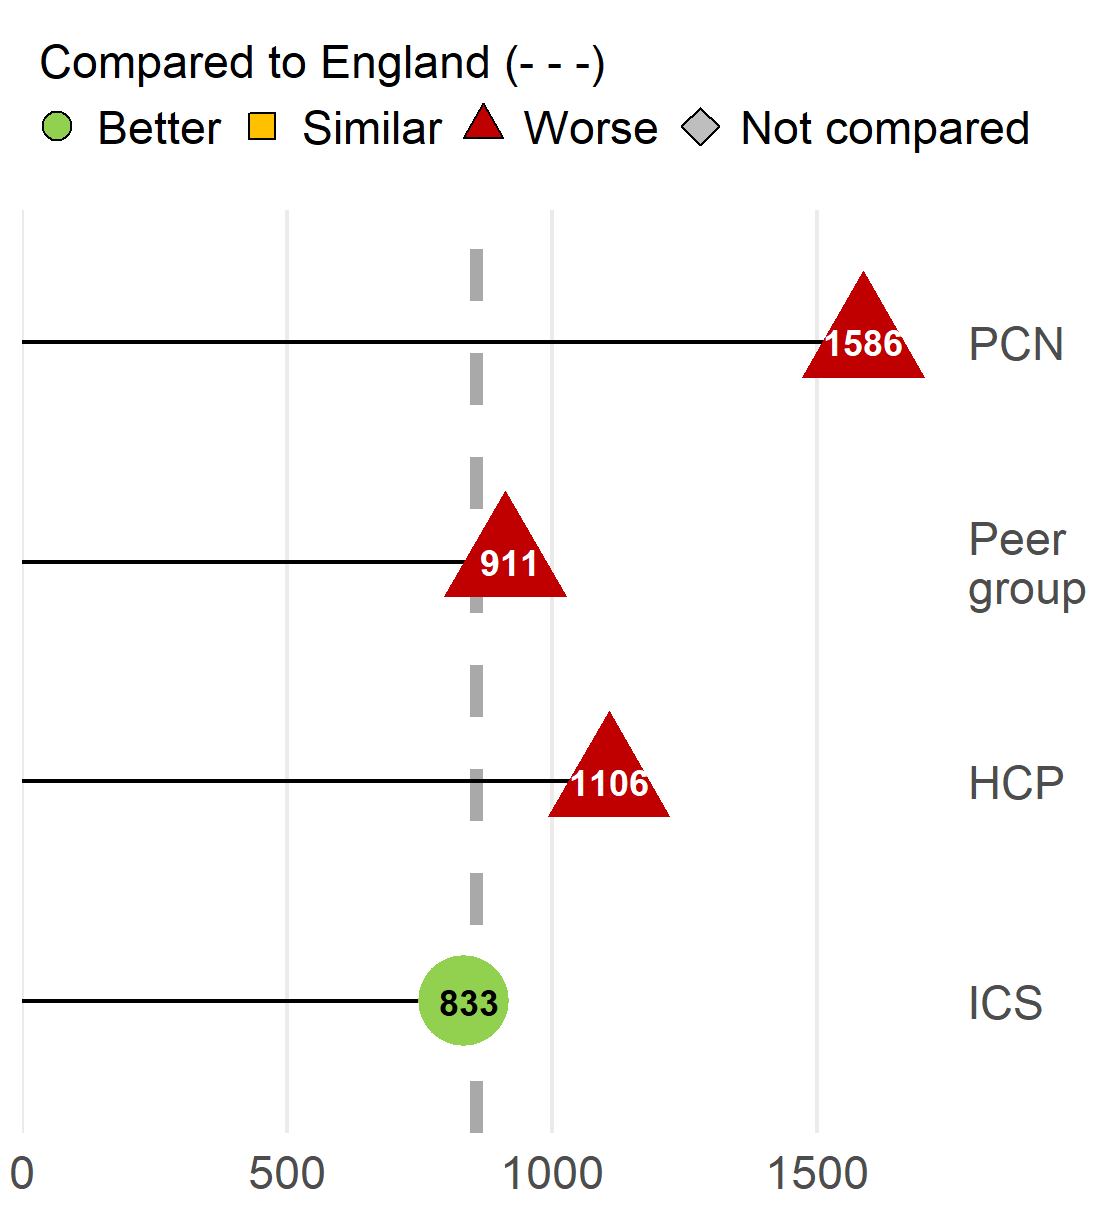 Compared to England (- - -)
Better Similar Worse Not compared
1586 PCN
911 Peer
group
1106 HCP
833 ICS
0 500 1000 1500